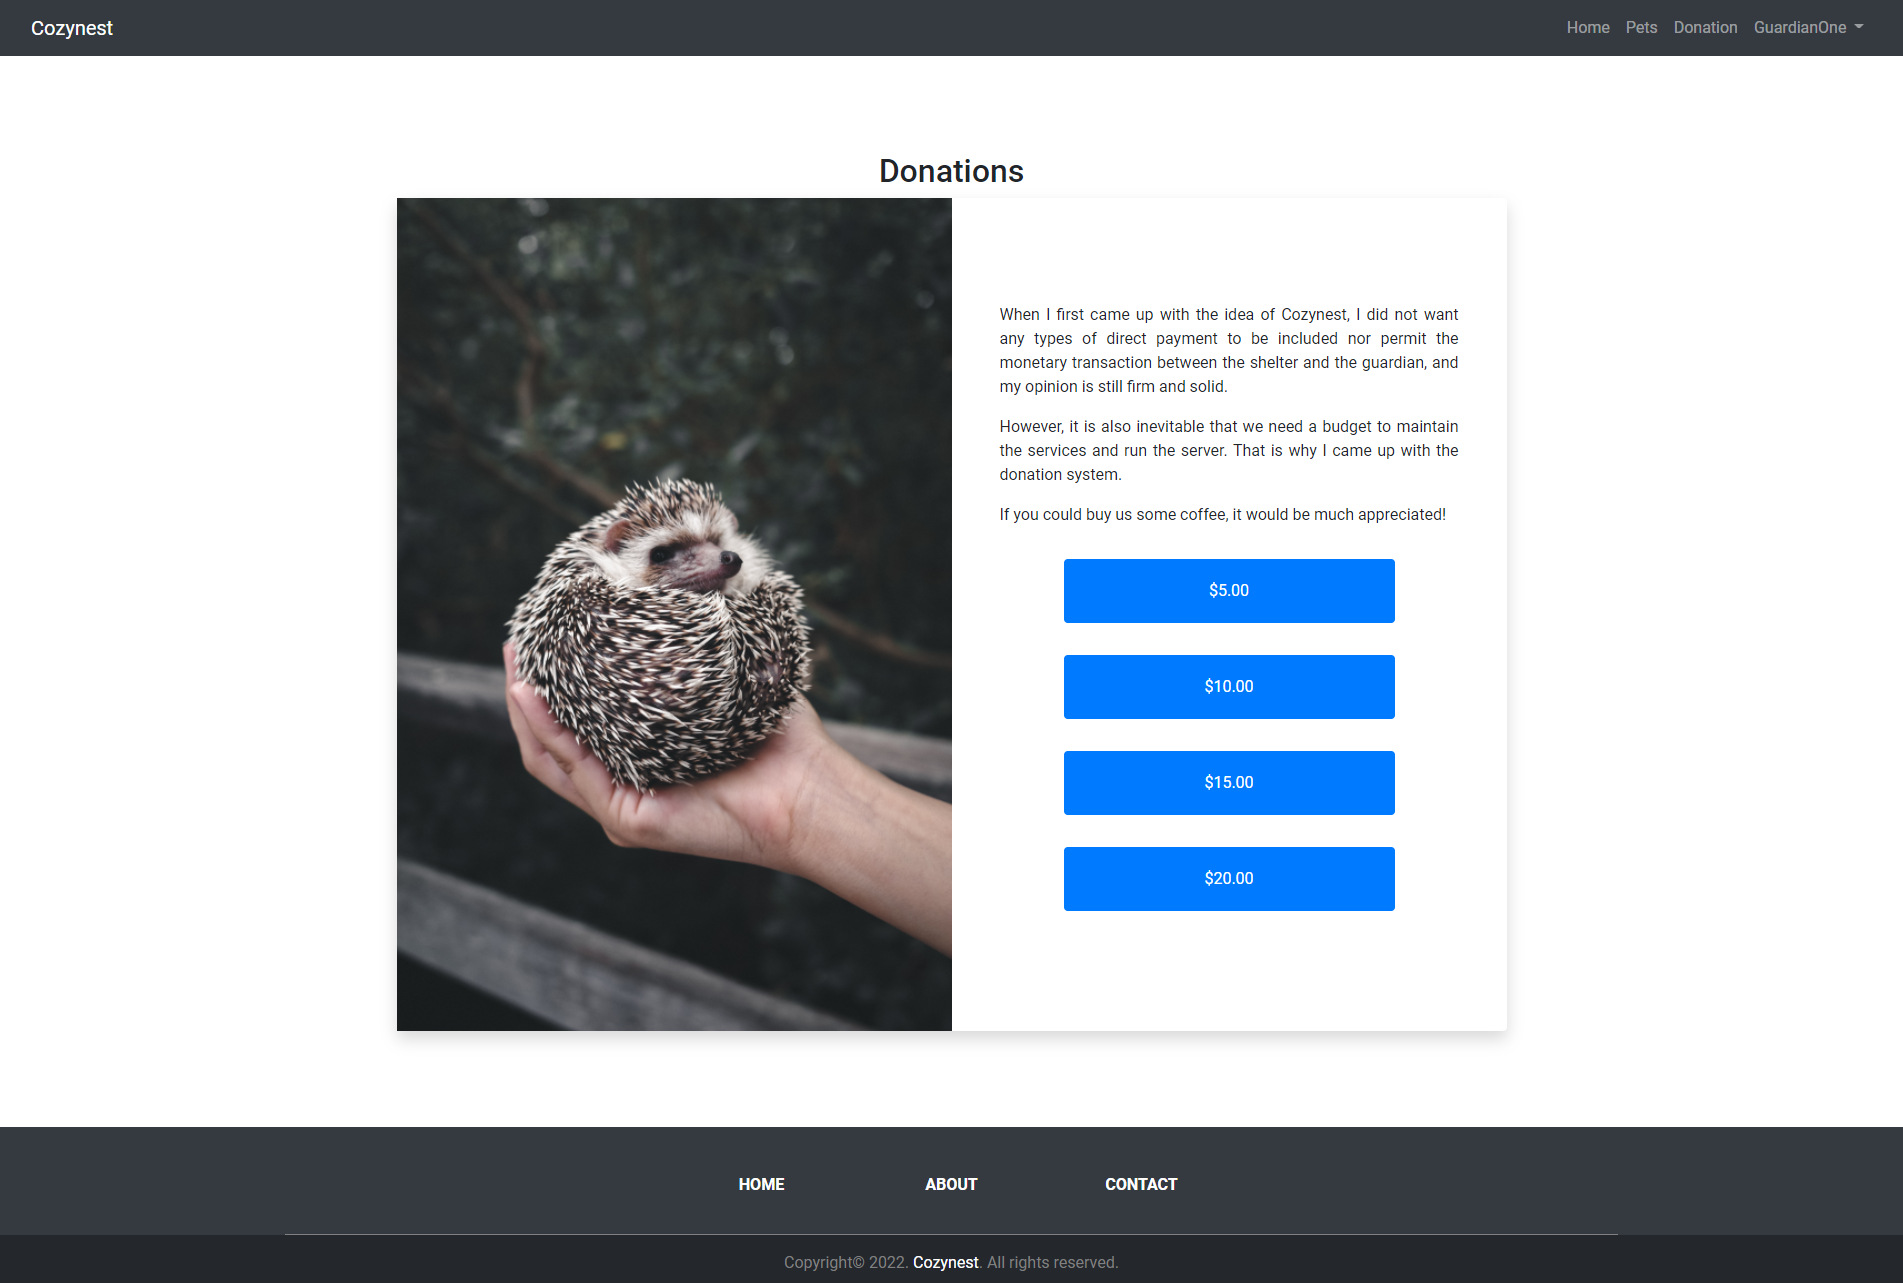 Cozynest
Home Pets Donation GuardianOne
Donations
When I first came up with the idea of Cozynest, I did not want
any types of direct payment to be included nor permit the
monetary transaction between the shelter and the guardian, and
my opinion is still firm and solid.
However, it is also inevitable that we need a budget to maintain
the services and run the server. That is why I came up with the
donation system.
If you could buy us some coffee, it would be much appreciated!
$5.00
$10.00
$15.00
$20.00
HOME ABOUT CONTACT
Copyright© 2022. Cozynest. All rights reserved.